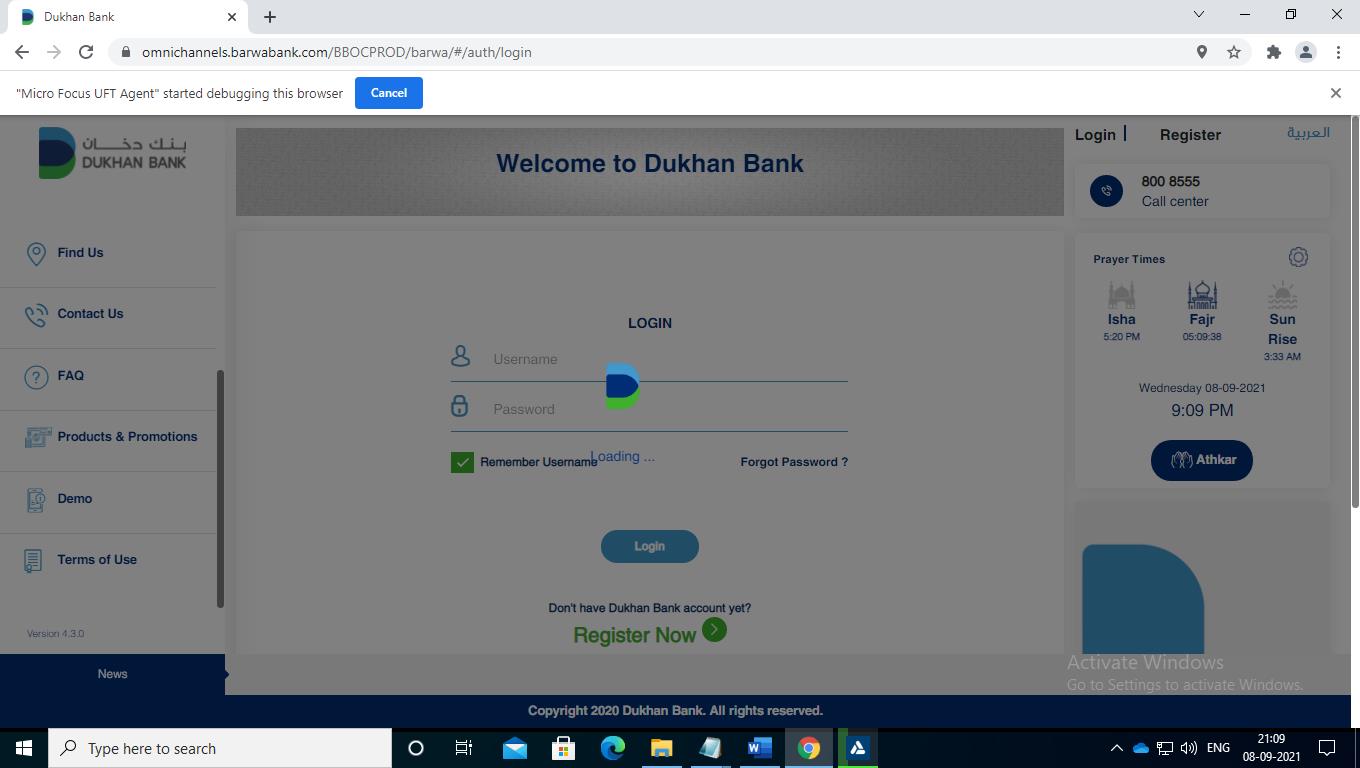 Dukhan Bank
omnichannels.barwabank.com/BBOCPROD/barwa/#/auth/login
"Micro Focus UFT Agent" started debugging this browser
Cancel
بنك دخان
DUKHAN BANK
Find Us
Contact Us
FAQ
Products & Promotions
Demo
Terms of Use
Version 4.3.0
News
Welcome to Dukhan Bank
LOGIN
Username
Password
Remember Username
Loading ...
Forgot Password ?
Login
Don't have Dukhan Bank account yet?
Register Now
Login
Register
العربية
800 8555
Call center
Prayer Times
Isha
5:20 PM
Fajr
05:09:38
Sun
Rise
3:33 AM
Wednesday 08-09-2021
9:09 PM
Athkar
Activate Windows
Go to Settings to activate Windows.
Copyright 2020 Dukhan Bank. All rights reserved.
Type here to search
ENG
21:09
08-09-2021